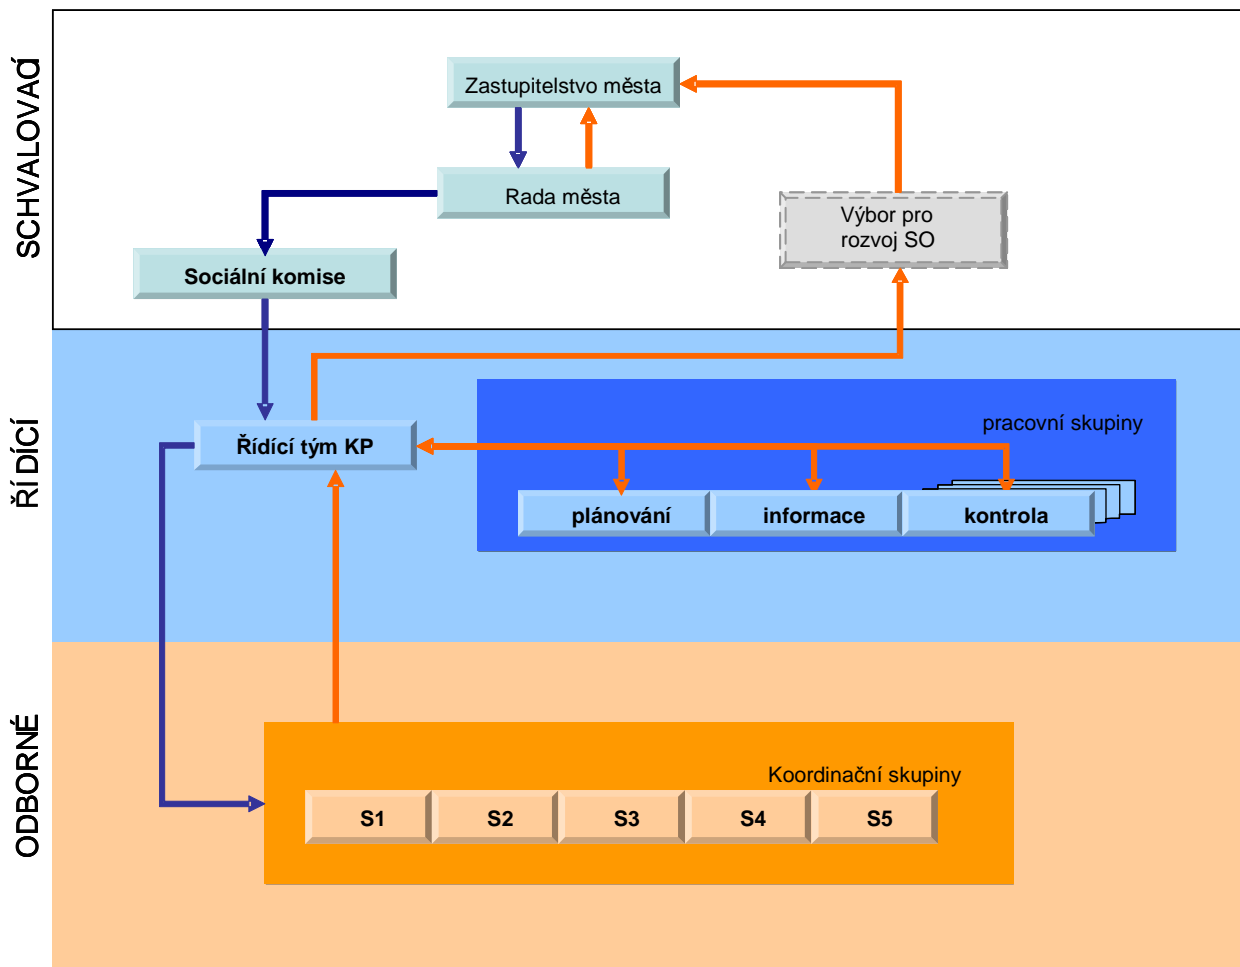 SCHVALOVACÍ
Zastupitelstvo města
Rada města
Výbor pro
rozvoj SO
Sociální komise
ŘÍDÍCÍ
pracovní skupiny
Řídící tým KP
plánování
informace
kontrola
ODBORNÉ
Koordinační skupiny
S1
S2
S3
S4
S5